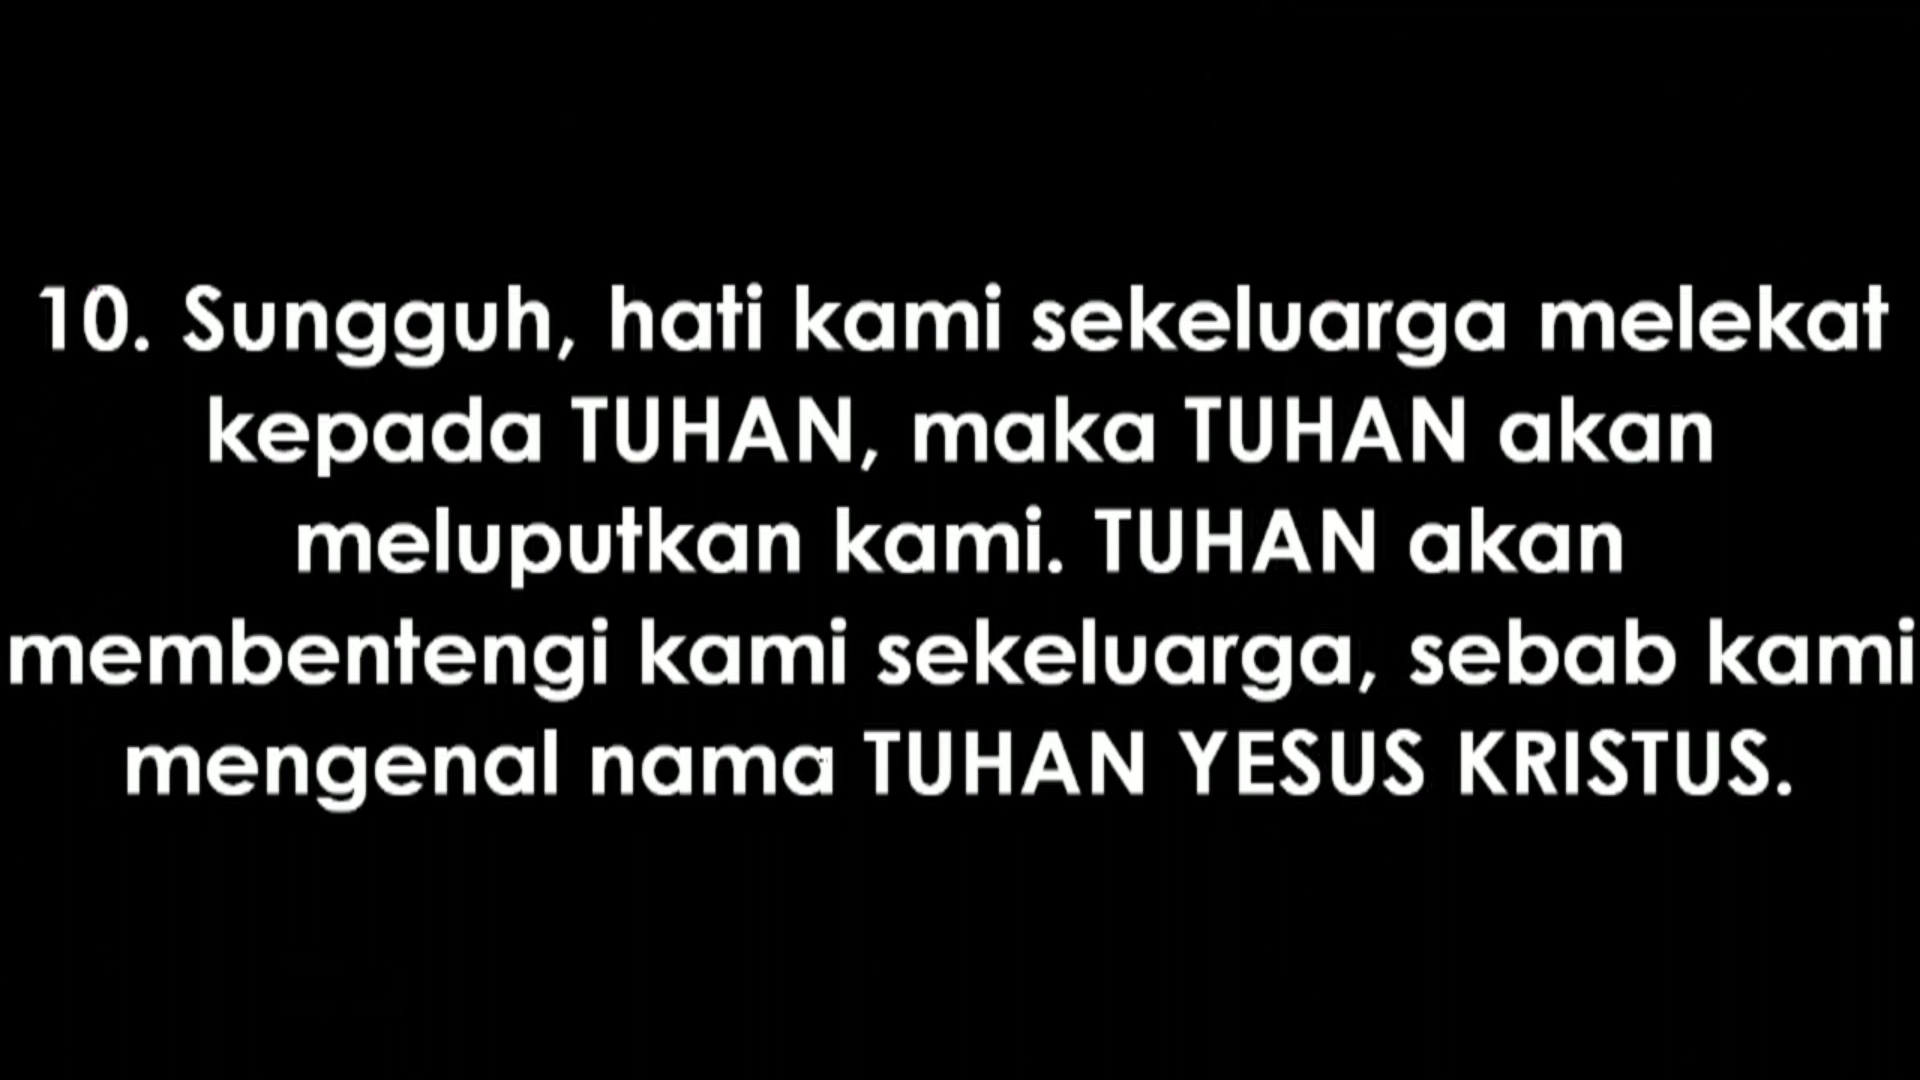 10. Sungguh, hati kami sekeluarga melekat
kepada TUHAN, maka TUHAN akan
meluputkan kami. TUHAN akan
membentengi kami sekeluarga, sebab kami
mengenal nama TUHAN YESUS KRISTUS.